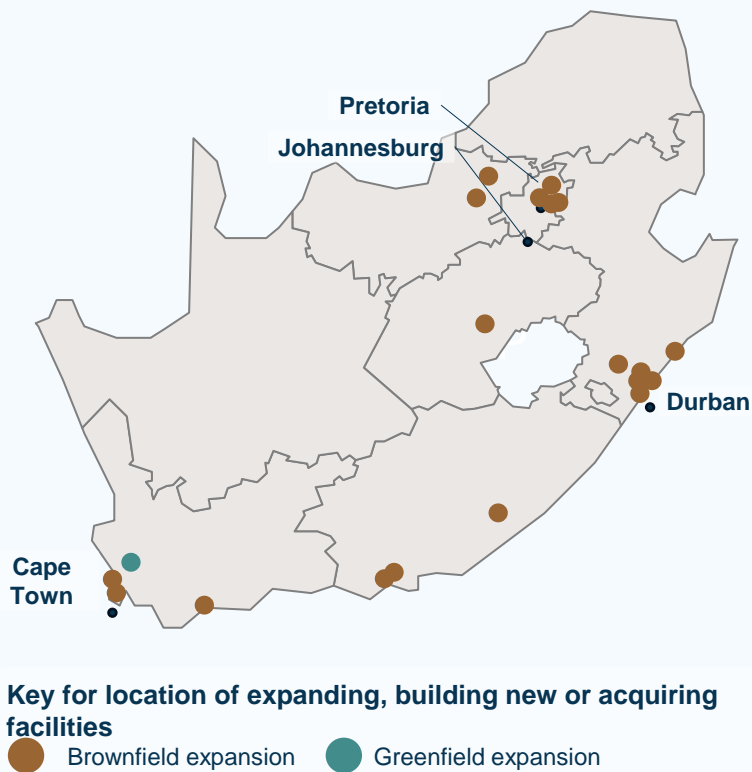 Pretoria
Johannesburg
Durban
Cape
Town
Key for location of expanding, building new or acquiring
facilities
Brownfield expansion
Greenfield expansion